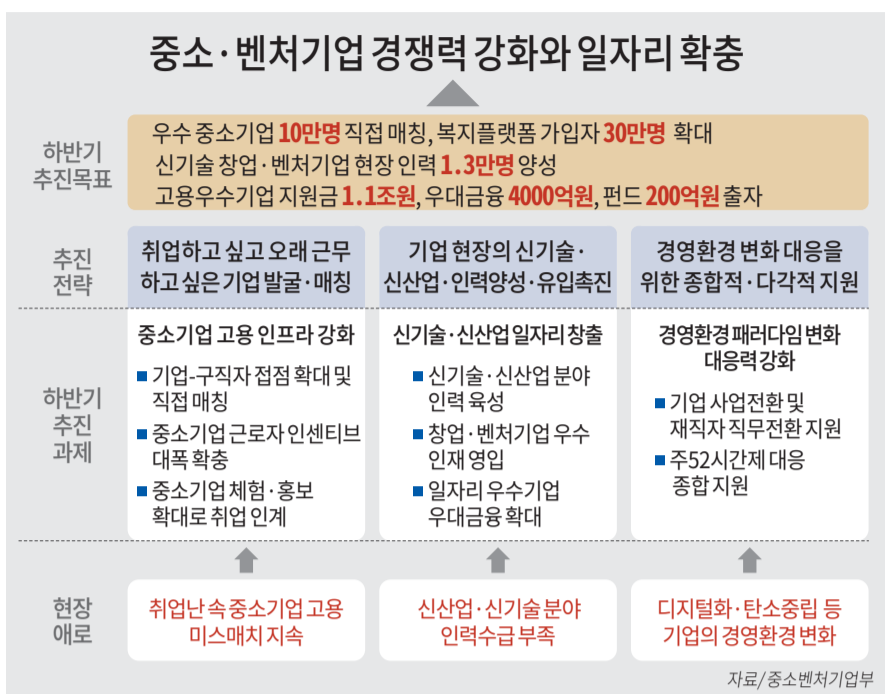 중소·벤처기업 경쟁력 강화와 일자리 확충
하반기
추진목표
우수 중소기업 10만명 직접 매칭, 복지플랫폼 가입자 30만명 확대
신기술 창업·벤처기업 현장 인력 1.3만명 양성
고용우수기업 지원금 1.1조원, 우대금융 4000억원, 펀드 200억원 출자
추진
전략
취업하고 싶고 오래 근무
하고 싶은 기업 발굴·매칭
기업 현장의 신기술·
신산업·인력양성·유입촉진
경영환경 변화 대응을
위한 종합적·다각적 지원
하반기
추진
과제
중소기업 고용 인프라 강화
기업-구직자 접점 확대 및
직접 매칭
중소기업 근로자 인센티브
대폭 확충
중소기업 체험·홍보
확대로 취업 인계
신기술·신산업 일자리 창출
신기술·신산업 분야
인력 육성
창업·벤처기업 우수
인재 영입
일자리 우수기업
우대금융 확대
경영환경 패러다임 변화
대응력 강화
기업 사업전환 및
재직자 직무전환 지원
주52시간제 대응
종합 지원
현장
애로
취업난 속 중소기업 고용
미스매치 지속
신산업·신기술 분야
인력수급 부족
디지털화·탄소중립 등
기업의 경영환경 변화
자료/중소벤처기업부